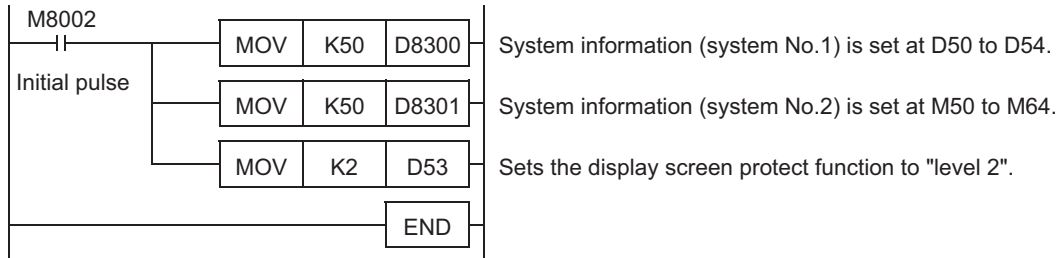 M8002
MOV K50 D8300 System information (system No.1) is set at D50 to D54.
Initial pulse
MOV K50 D8301 System information (system No.2) is set at M50 to M64.
MOV K2 D53 Sets the display screen protect function to "level 2".
END